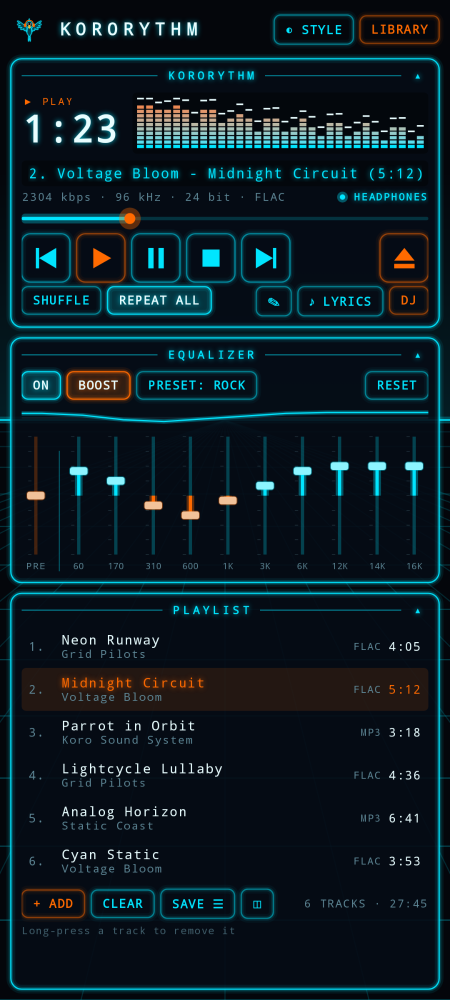 KORORYTHM
◐ STYLE
LIBRARY
KORORYTHM ▲
▶ PLAY
1:23
2. Voltage Bloom - Midnight Circuit (5:12)
2304 kbps · 96 kHz · 24 bit · FLAC
HEADPHONES
SHUFFLE
REPEAT ALL
✎
♪ LYRICS
DJ
EQUALIZER ▲
ON
BOOST
PRESET: ROCK
RESET
PRE 60 170 310 600 1K 3K 6K 12K 14K 16K
PLAYLIST ▲
1. Neon Runway FLAC 4:05
Grid Pilots
2. Midnight Circuit FLAC 5:12
Voltage Bloom
3. Parrot in Orbit MP3 3:18
Koro Sound System
4. Lightcycle Lullaby FLAC 4:36
Grid Pilots
5. Analog Horizon MP3 6:41
Static Coast
6. Cyan Static FLAC 3:53
Voltage Bloom
+ ADD
CLEAR
SAVE ☰
◫
6 TRACKS · 27:45
Long-press a track to remove it